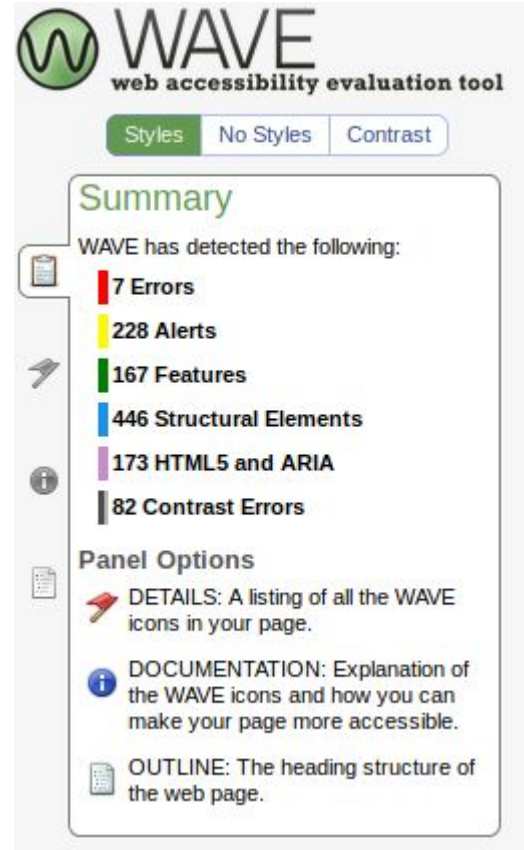 WAVE
web accessibility evaluation tool
Styles No Styles Contrast
Summary
WAVE has detected the following:
7 Errors
228 Alerts
167 Features
446 Structural Elements
173 HTML5 and ARIA
82 Contrast Errors
Panel Options
DETAILS: A listing of all the WAVE
icons in your page.
DOCUMENTATION: Explanation of
the WAVE icons and how you can
make your page more accessible.
OUTLINE: The heading structure of
the web page.